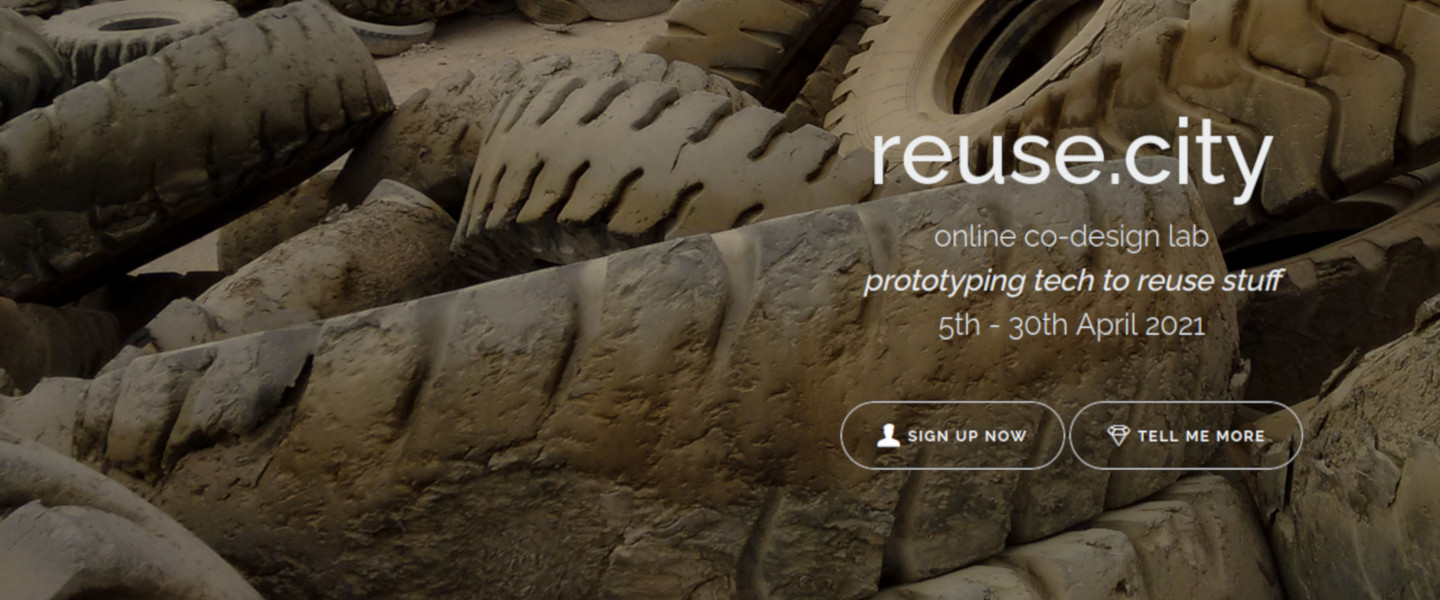 reuse.city
online co-design lab
prototyping tech to reuse stuff
5th - 30th April 2021
SIGN UP NOW
TELL ME MORE